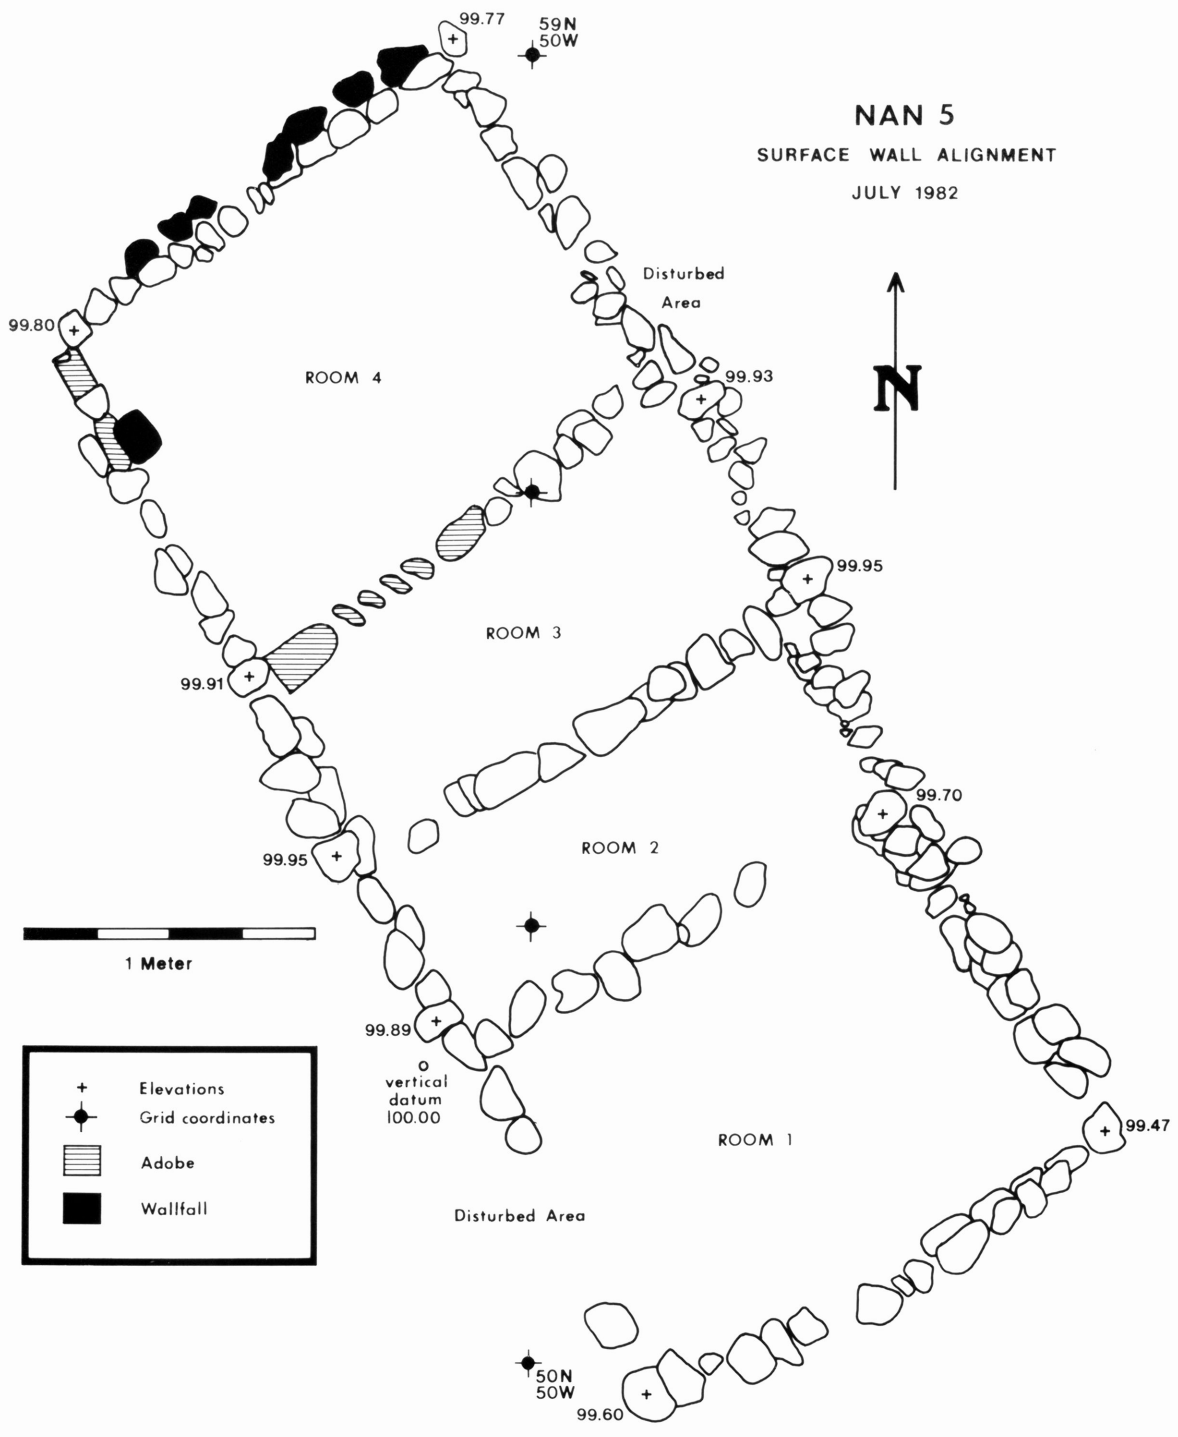 99.77
59N
50W
NAN 5
SURFACE WALL ALIGNMENT
JULY 1982
Disturbed
Area
99.80
ROOM 4
99.93
N
99.95
ROOM 3
99.91
99.70
ROOM 2
99.95
1 Meter
99.89
vertical
datum
100.00
Elevations
Grid coordinates
Adobe
Wallfall
ROOM 1
99.47
Disturbed Area
50N
50W
99.60